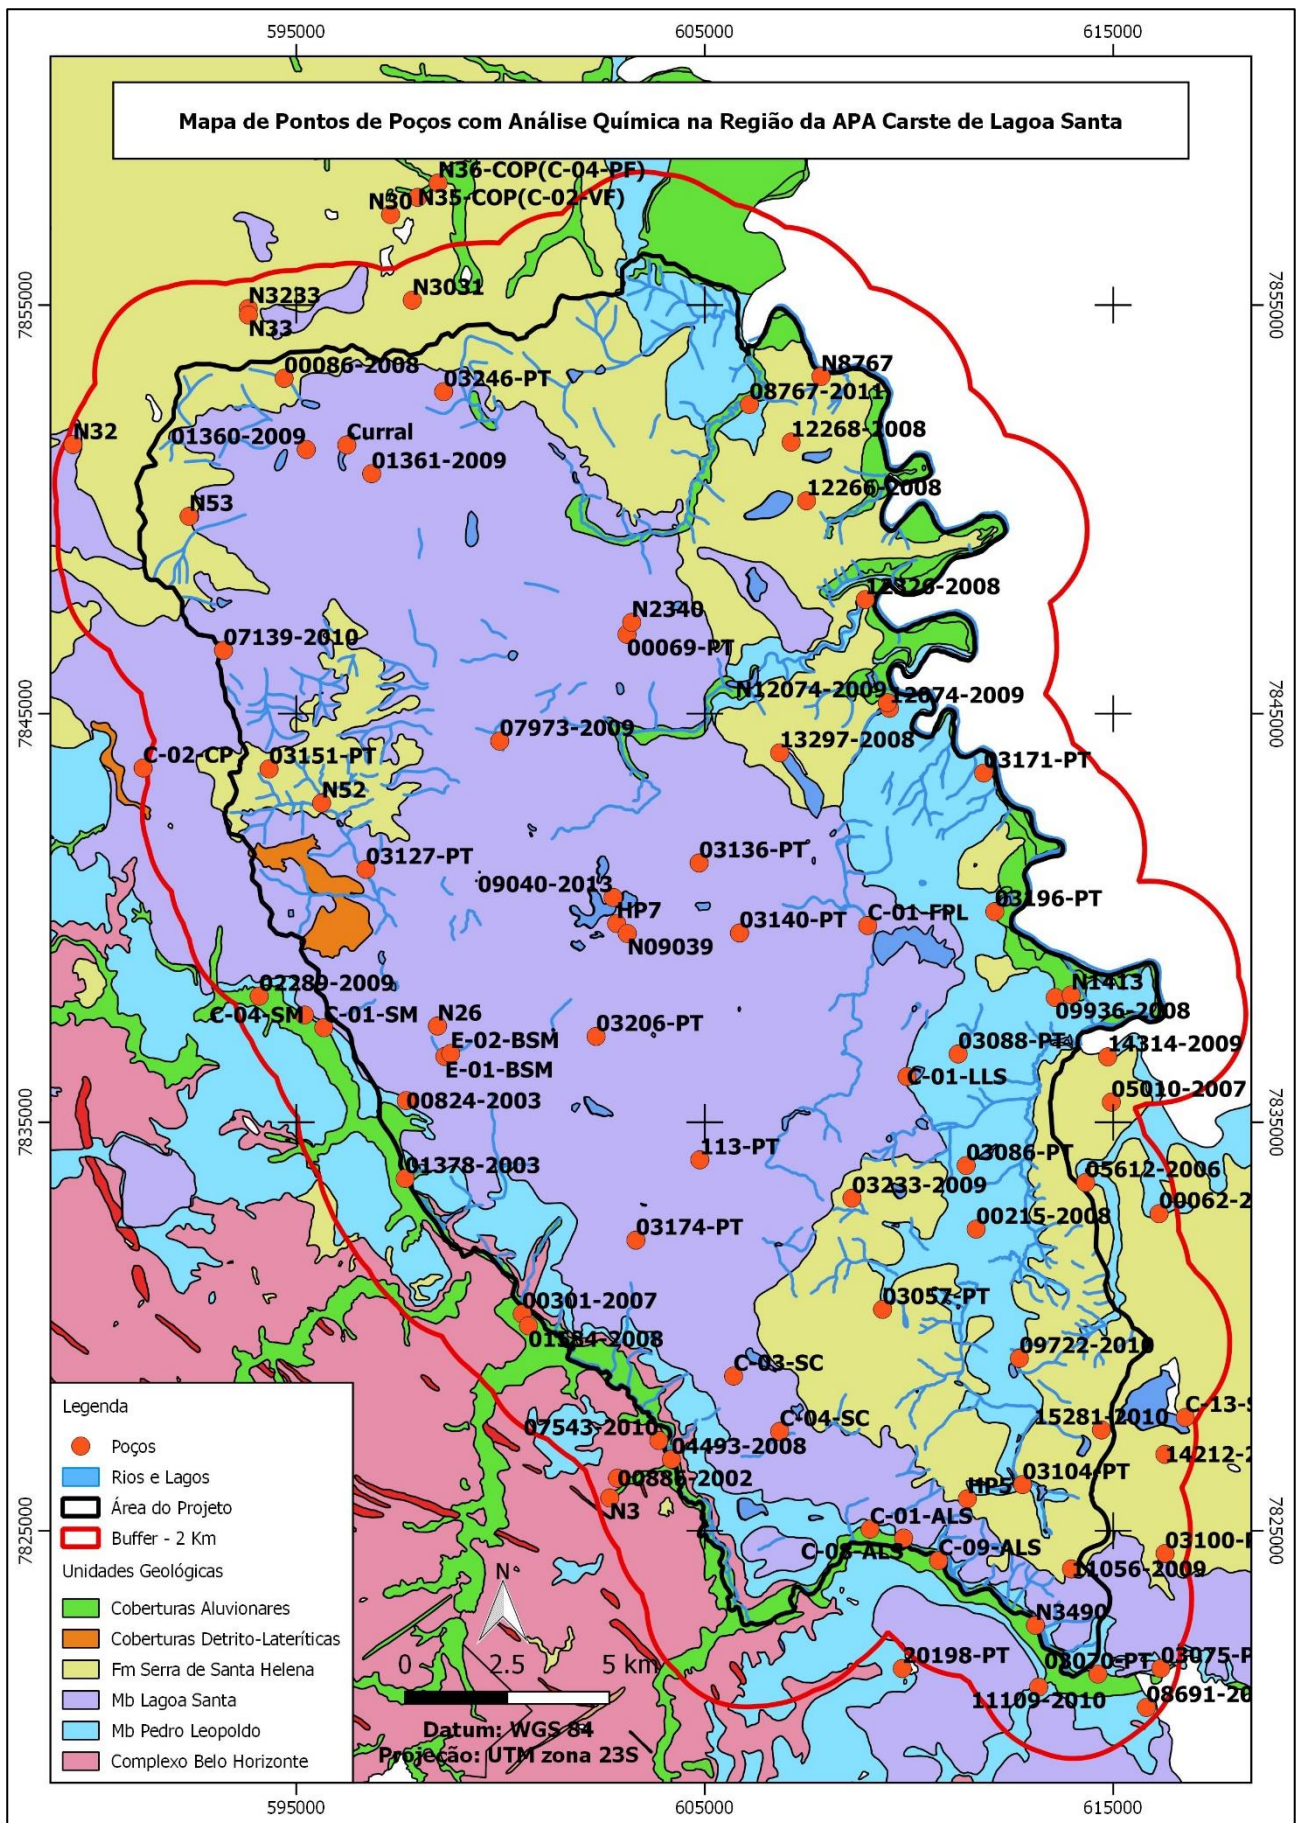 595000
605000
615000
Mapa de Pontos de Poços com Análise Química na Região da APA Carste de Lagoa Santa
N36-COP(C-04-PF)
N35-COP(C-02-VF)
N30
N3233
N3031
7855000
7855000
N33
00086-2008
N8767
03246-PT
08767-2011
N32
12268-2008
01360-2009
Curral
01361-2009
12266-2008
N53
12326-2008
N2340
07139-2010
00069-PT
N12074-2009
12074-2009
7845000
7845000
07973-2009
13297-2008
C-02-CP
03151-PT
03171-PT
N52
03136-PT
03127-PT
09040-2013
HP7
03140-PT
C-01-FPL
03196-PT
N09039
02289-2009
N1413
C-04-SM
C-01-SM
N26
09936-2008
E-02-BSM
03206-PT
03088-PT
14314-2009
E-01-BSM
C-01-LLS
05010-2007
00824-2003
7835000
7835000
113-PT
03086-PT
01378-2003
05612-2006
03233-2009
00062-2
00215-2008
03174-PT
00301-2007
03057-PT
01584-2008
09722-2010
C-03-SC
Legenda
C-13-S
Poços
C-04-SC
15281-2010
07543-2010
04493-2008
14212-2
Rios e Lagos
00886-2002
03104-PT
Área do Projeto
N3
HP5
Buffer - 2 Km
C-01-ALS
7825000
7825000
C-08-ALS
C-09-ALS
03100-P
Unidades Geológicas
11056-2009
N
Coberturas Aluvionares
N3490
Coberturas Detrito-Lateríticas
0
2.5
5 km
20198-PT
03070-PT
03075-P
Fm Serra de Santa Helena
11109-2010
08691-20
Mb Lagoa Santa
Mb Pedro Leopoldo
Datum: WGS 84
Complexo Belo Horizonte
Projeção: UTM zona 23S
595000
605000
615000